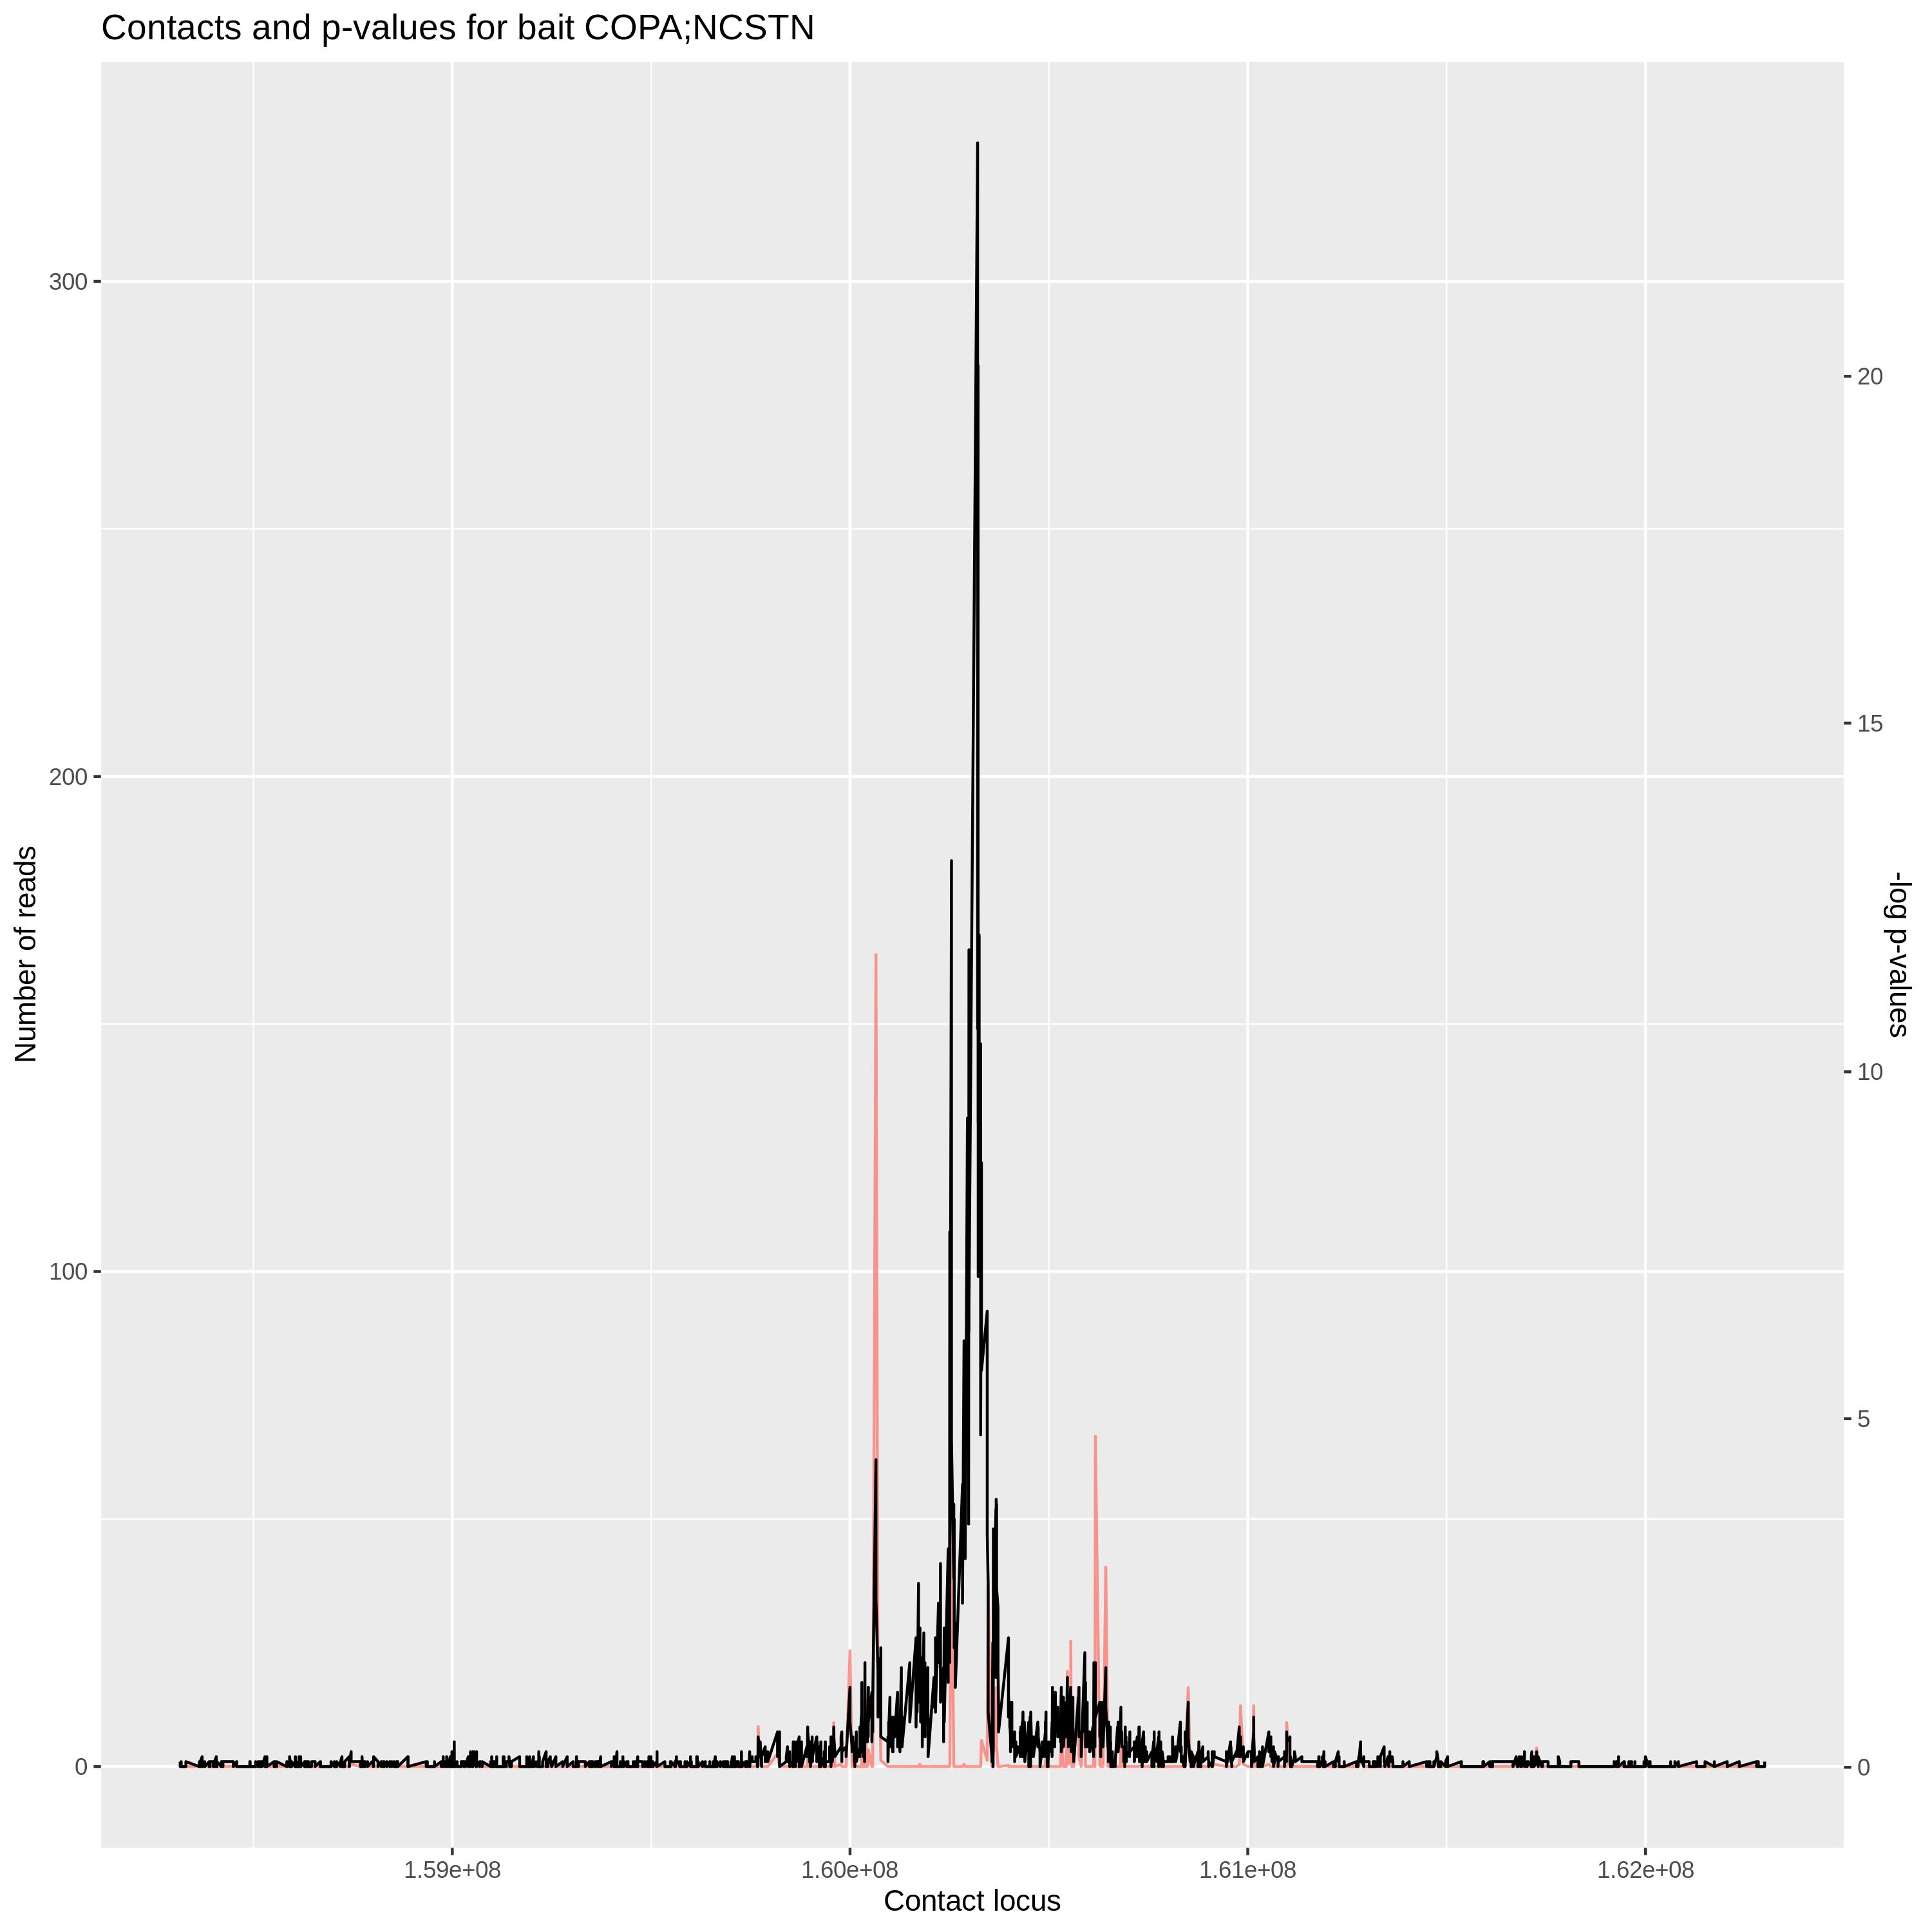 Contacts and p-values for bait COPA;NCSTN
300
200
100
0
Number of reads
20
15
10
5
0
-log p-values
1.59e+08
1.60e+08
1.61e+08
1.62e+08
Contact locus